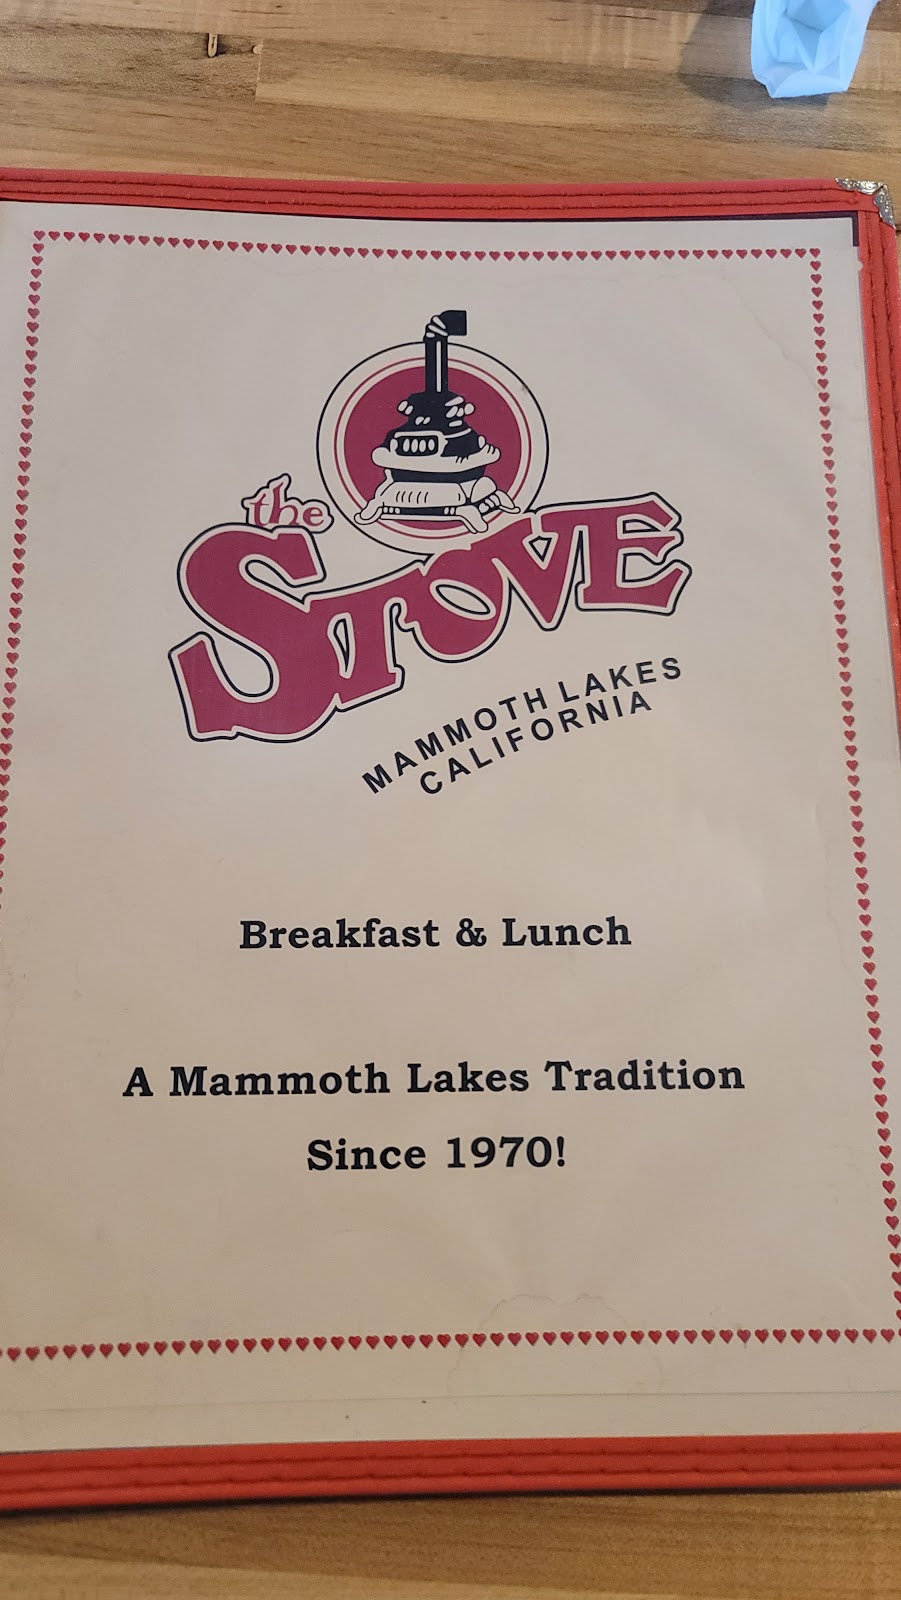 the
STOVE
MAMMOTH LAKES
CALIFORNIA
Breakfast & Lunch
A Mammoth Lakes Tradition
Since 1970!